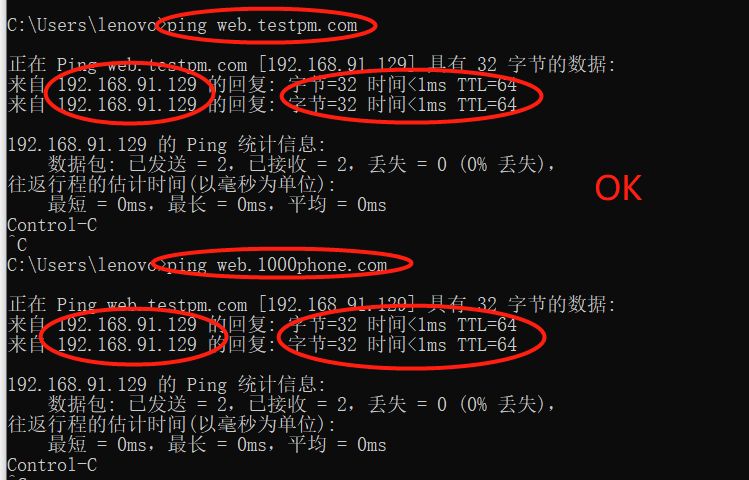 C:\Users\lenovo>ping web.testpm.com
正在 Ping web.testpm.com [192.168.91.129] 具有 32 字节的数据:
来自 192.168.91.129 的回复: 字节=32 时间<1ms TTL=64
来自 192.168.91.129 的回复: 字节=32 时间<1ms TTL=64
192.168.91.129 的 Ping 统计信息:
数据包: 已发送 = 2，已接收 = 2，丢失 = 0 (0% 丢失)，
往返行程的估计时间(以毫秒为单位):
最短 = 0ms，最长 = 0ms，平均 = 0ms
OK
Control-C
^C
C:\Users\lenovo>ping web.1000phone.com
正在 Ping web.testpm.com [192.168.91.129] 具有 32 字节的数据:
来自 192.168.91.129 的回复: 字节=32 时间<1ms TTL=64
来自 192.168.91.129 的回复: 字节=32 时间<1ms TTL=64
192.168.91.129 的 Ping 统计信息:
数据包: 已发送 = 2，已接收 = 2，丢失 = 0 (0% 丢失)，
往返行程的估计时间(以毫秒为单位):
最短 = 0ms，最长 = 0ms，平均 = 0ms
Control-C